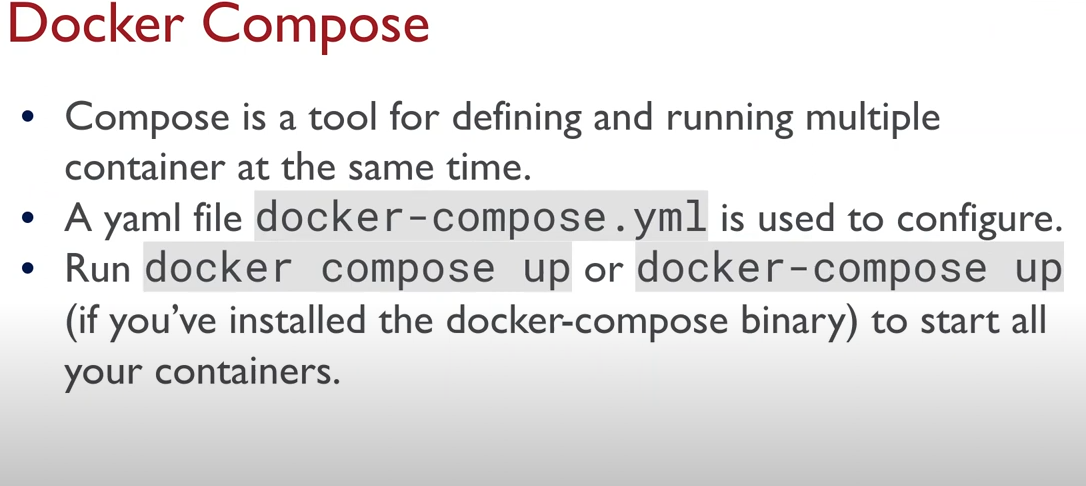 Docker Compose
• Compose is a tool for defining and running multiple
container at the same time.
• A yaml file docker-compose.yml is used to configure.
• Run docker compose up or docker-compose up
(if you’ve installed the docker-compose binary) to start all
your containers.